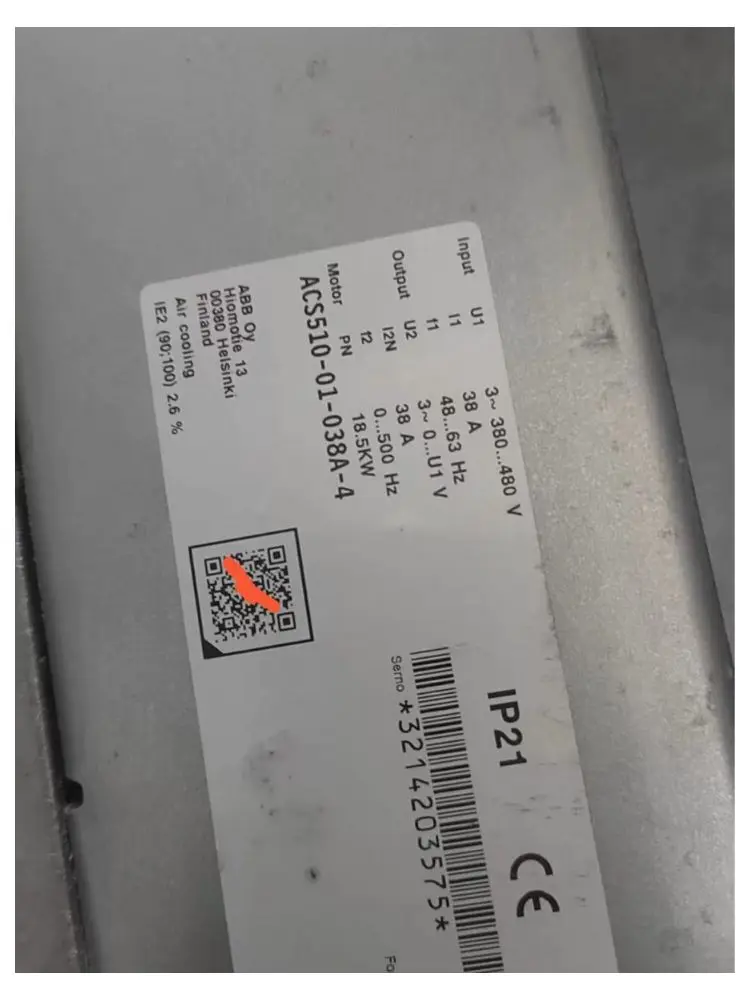 Input U1 3~ 380...480 V
I1 38 A
f1 48...63 Hz
Output U2 3~ 0...U1 V
I2N 38 A
f2 0...500 Hz
Motor PN 18.5KW
ACS510-01-038A-4
ABB Oy
Hiomotie 13
00380 Helsinki
Finland
Air cooling
IE2 (90;100) 2.6 %
IP21
CE
Serno *3214203575*